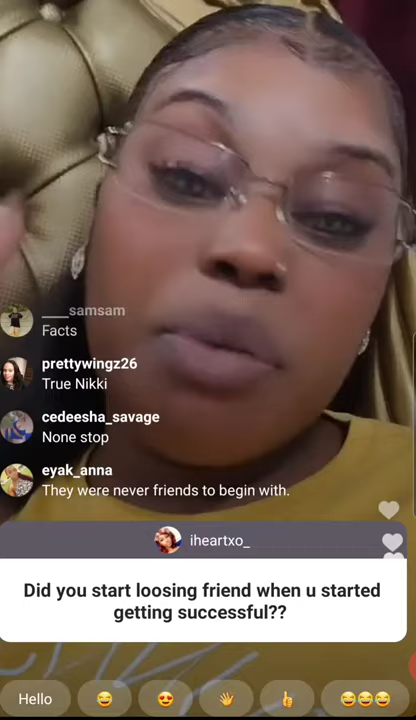 ____samsam
Facts
prettywingz26
True Nikki
cedeesha_savage
None stop
eyak_anna
They were never friends to begin with.
iheartxo_
Did you start loosing friend when u started
getting successful??
Hello